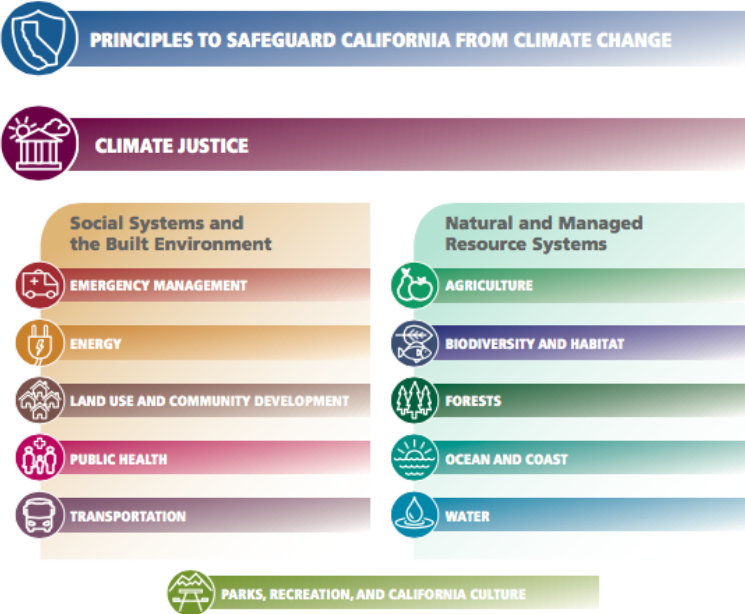 PRINCIPLES TO SAFEGUARD CALIFORNIA FROM CLIMATE CHANGE
CLIMATE JUSTICE
Social Systems and
the Built Environment
EMERGENCY MANAGEMENT
ENERGY
LAND USE AND COMMUNITY DEVELOPMENT
PUBLIC HEALTH
TRANSPORTATION
Natural and Managed
Resource Systems
AGRICULTURE
BIODIVERSITY AND HABITAT
FORESTS
OCEAN AND COAST
WATER
PARKS, RECREATION, AND CALIFORNIA CULTURE